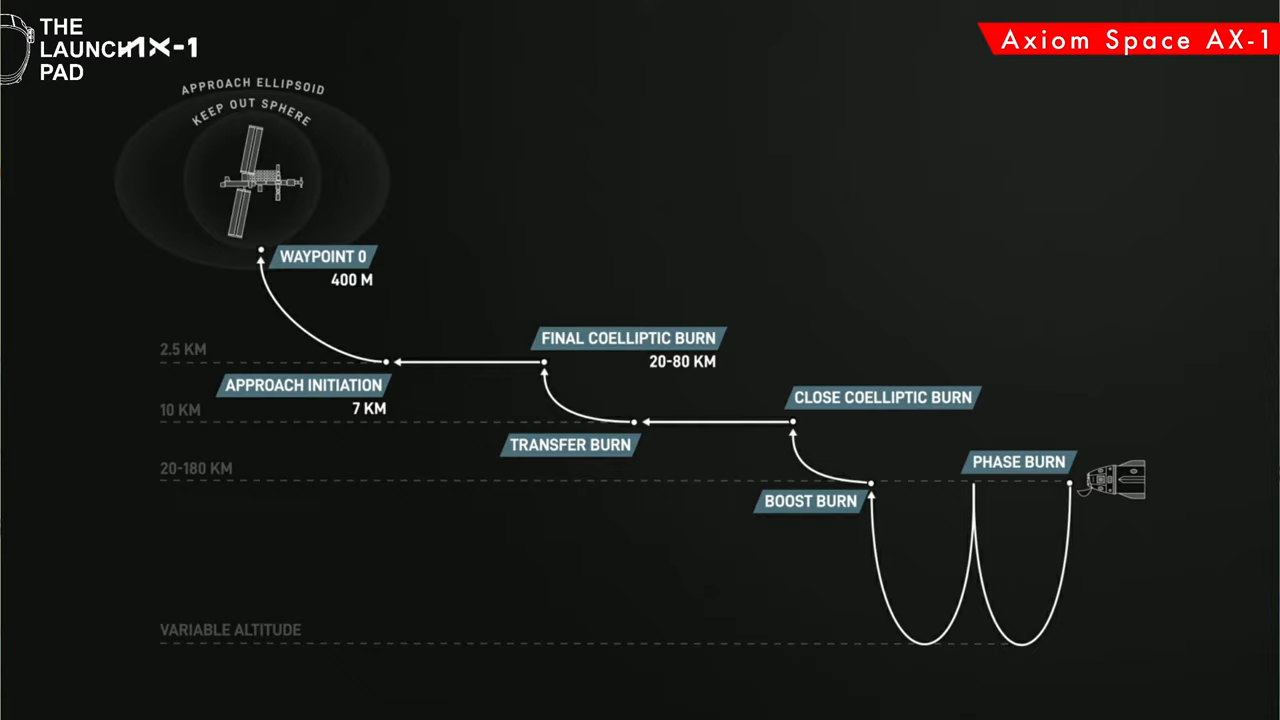 THE
LAUNCH
PAD
AX-1
Axiom Space AX-1
APPROACH ELLIPSOID
KEEP OUT SPHERE
WAYPOINT 0
400 M
FINAL COELLIPTIC BURN
20-80 KM
2.5 KM
APPROACH INITIATION
7 KM
CLOSE COELLIPTIC BURN
10 KM
TRANSFER BURN
PHASE BURN
20-180 KM
BOOST BURN
VARIABLE ALTITUDE